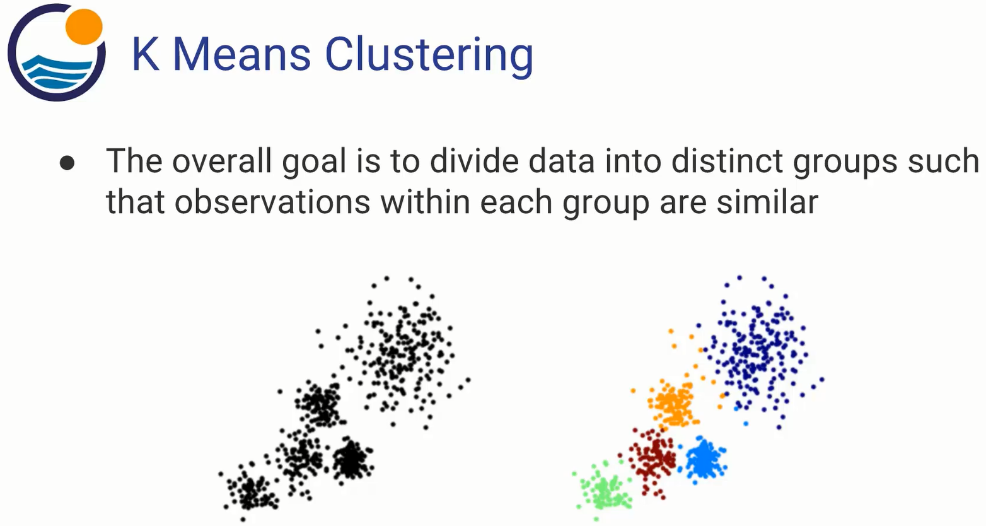 K Means Clustering
● The overall goal is to divide data into distinct groups such
that observations within each group are similar